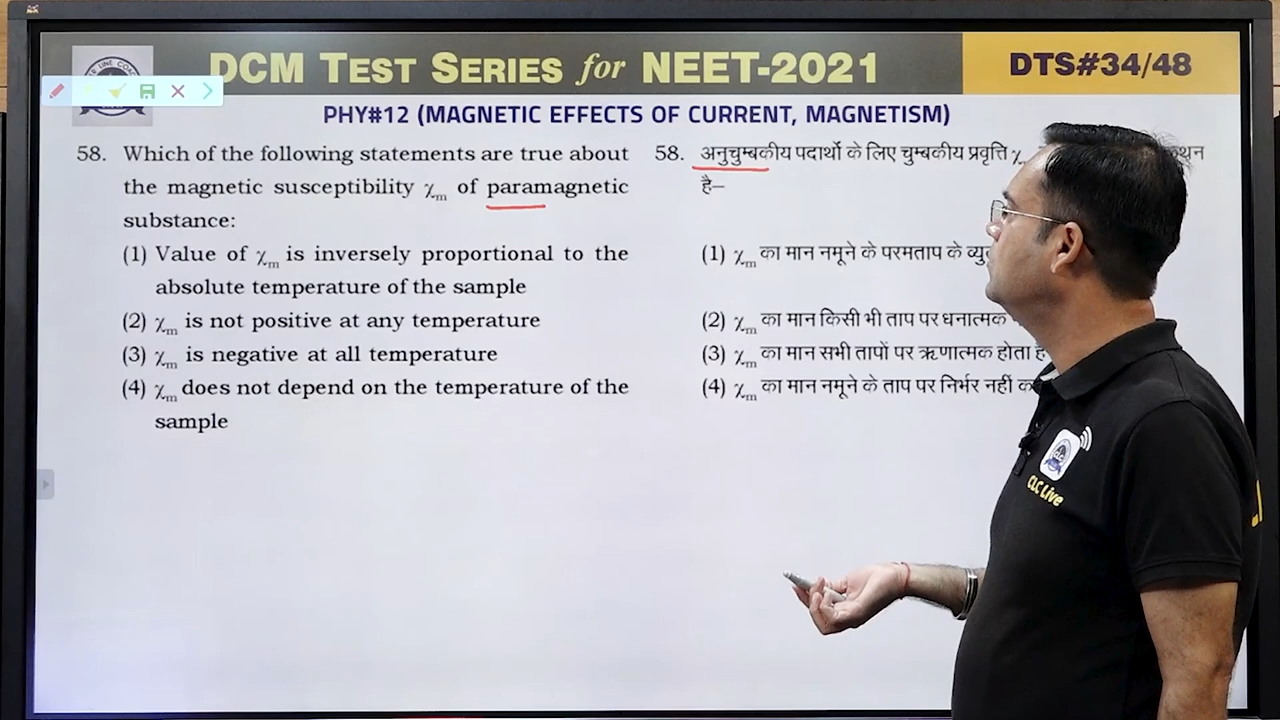 DCM TEST SERIES for NEET-2021
DTS#34/48
PHY#12 (MAGNETIC EFFECTS OF CURRENT, MAGNETISM)
58. Which of the following statements are true about
the magnetic susceptibility χm of paramagnetic
substance:
(1) Value of χm is inversely proportional to the
absolute temperature of the sample
(2) χm is not positive at any temperature
(3) χm is negative at all temperature
(4) χm does not depend on the temperature of the
sample
58. अनुचुम्बकीय पदार्थो के लिए चुम्बकीय प्रवृत्ति χ
है–
(1) χm का मान नमूने के परमताप के
(2) χm का मान किसी भी ताप पर धनात्मक
(3) χm का मान सभी तापों पर ऋणात्मक होता
(4) χm का मान नमूने के ताप पर निर्भर नहीं
CLC Live